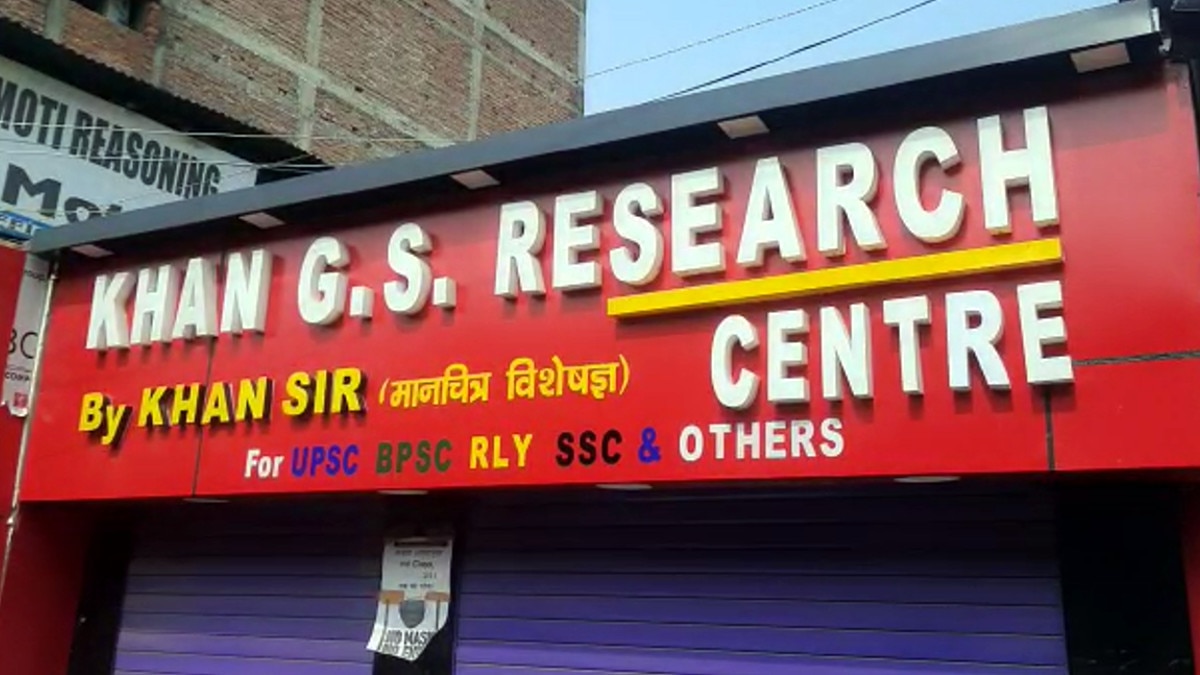 MOTI REASONING
KHAN G.S. RESEARCH
CENTRE
By KHAN SIR (मानचित्र विशेषज्ञ)
For UPSC BPSC RLY SSC & OTHERS